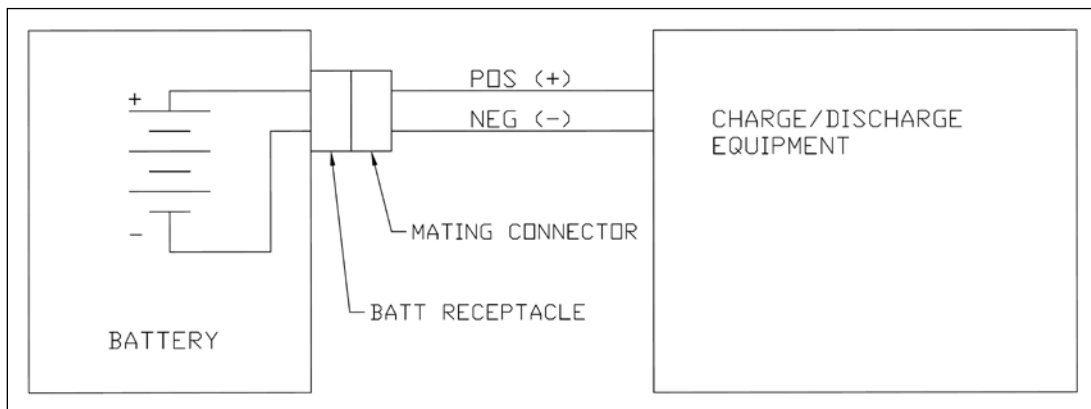 +
-
BATTERY
POS (+)
NEG (-)
MATING CONNECTOR
BATT RECEPTACLE
CHARGE/DISCHARGE
EQUIPMENT